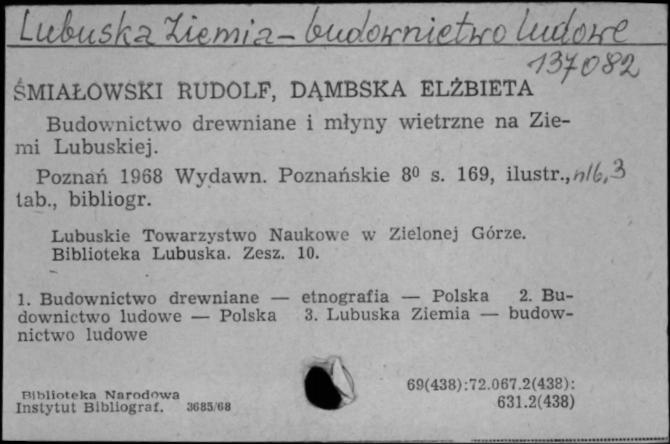 Lubuska Ziemia – budownictwo ludowe
137082
ŚMIAŁOWSKI RUDOLF, DĄMBSKA ELŻBIETA
Budownictwo drewniane i młyny wietrzne na Zie-
mi Lubuskiej.
Poznań 1968 Wydawn. Poznańskie 8⁰ s. 169, ilustr., nlb, 3
tab., bibliogr.
Lubuskie Towarzystwo Naukowe w Zielonej Górze.
Biblioteka Lubuska. Zesz. 10.
1. Budownictwo drewniane — etnografia — Polska 2. Bu-
downictwo ludowe — Polska 3. Lubuska Ziemia — budow-
nictwo ludowe
Biblioteka Narodowa
Instytut Bibliograf. 3685/68
69(438):72.067.2(438):
631.2(438)